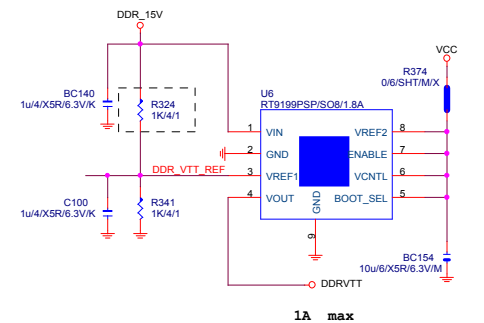 DDR_15V
VCC
BC140
1u/4/X5R/6.3V/K
R324
1K/4/1
R374
0/6/SHT/M/X
U6
RT9199PSP/SO8/1.8A
1 VIN VREF2 8
2 GND ENABLE 7
DDR_VTT_REF 3 VREF1 VCNTL 6
4 VOUT BOOT_SEL 5
GND
9
C100
1u/4/X5R/6.3V/K
R341
1K/4/1
BC154
10u/6/X5R/6.3V/M
DDRVTT
1A max